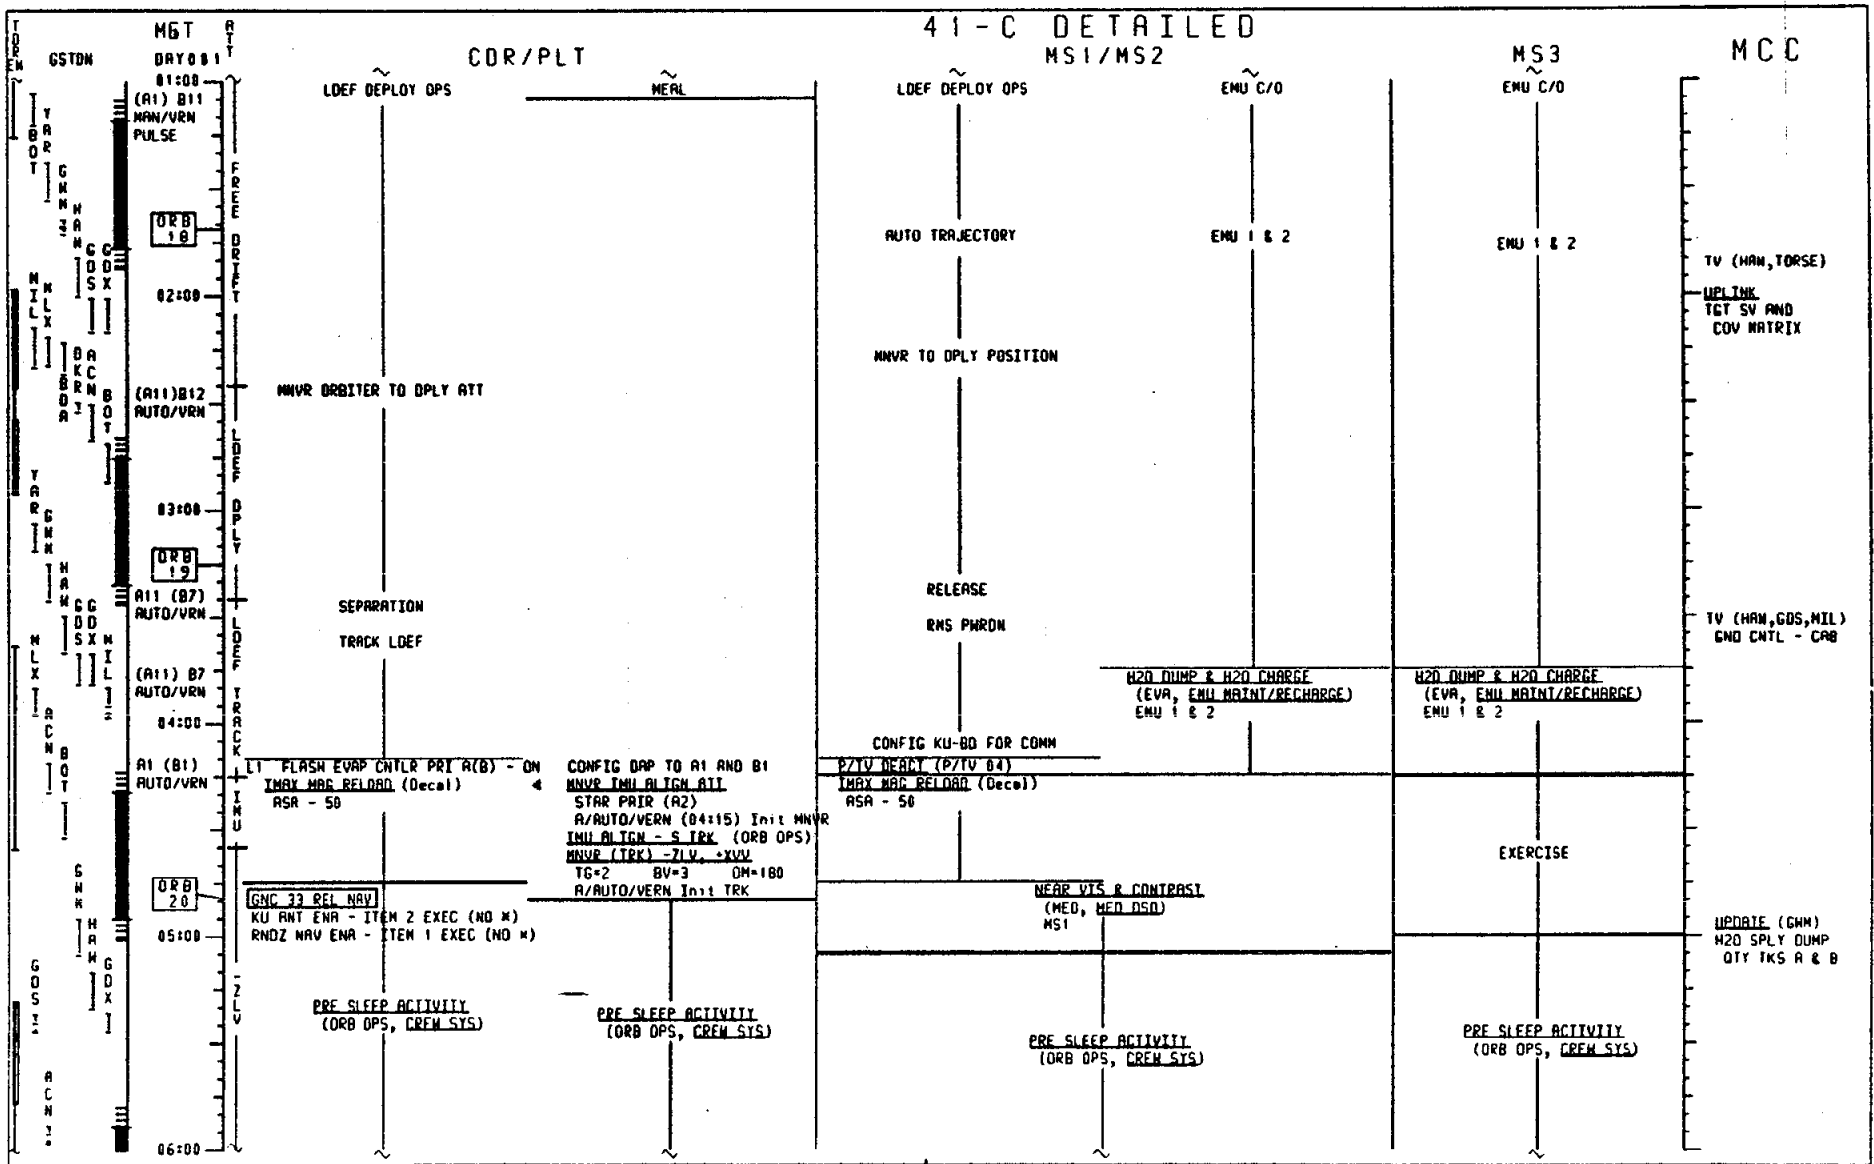 41-C DETAILED
MGT
GSTDN
DAY 001
CDR/PLT
MS1/MS2
MS3
MCC
01:00
(A1) B11
MAN/VRN
PULSE
LDEF DEPLOY OPS
MEAL
LDEF DEPLOY OPS
EMU C/O
EMU C/O
FREE DRIFT
ORB
18
AUTO TRAJECTORY
EMU 1 & 2
EMU 1 & 2
TV (HAW,TORSE)
02:00
UPLINK
TGT SV AND
COV MATRIX
MNVR TO DPLY POSITION
(A11)B12
AUTO/VRN
MNVR ORBITER TO DPLY ATT
LDEF DPLY
03:00
ORB
19
A11 (B7)
AUTO/VRN
SEPARATION
RELEASE
TRACK LDEF
RMS PWRDN
TV (HAW,GDS,MIL)
GND CNTL - CAB
LDEF TRACK
(A11) B7
AUTO/VRN
H2O DUMP & H2O CHARGE
(EVA, EMU MAINT/RECHARGE)
EMU 1 & 2
H2O DUMP & H2O CHARGE
(EVA, EMU MAINT/RECHARGE)
EMU 1 & 2
04:00
CONFIG KU-BD FOR COMM
A1 (B1)
AUTO/VRN
IMU
L1 FLASH EVAP CNTLR PRI A(B) - ON
IMAX MAG RELOAD (Decal)
ASA - 50
CONFIG DAP TO A1 AND B1
MNVR IMU ALIGN ATT
STAR PAIR (A2)
A/AUTO/VERN (04:15) Init MNVR
IMU ALIGN - S TRK (ORB OPS)
MNVR (TRK) -ZLV, +XVV
TG=2 BV=3 OM=180
A/AUTO/VERN Init TRK
P/TV DEACT (P/TV 04)
IMAX MAG RELOAD (Decal)
ASA - 50
EXERCISE
ORB
20
GNC 33 REL NAV
KU ANT ENA - ITEM 2 EXEC (NO *)
RNDZ NAV ENA - ITEM 1 EXEC (NO *)
NEAR VIS & CONTRAST
(MED, MED DSO)
MS1
05:00
UPDATE (GWM)
H2O SPLY DUMP
QTY TKS A & B
-ZLV
PRE SLEEP ACTIVITY
(ORB OPS, CREW SYS)
PRE SLEEP ACTIVITY
(ORB OPS, CREW SYS)
PRE SLEEP ACTIVITY
(ORB OPS, CREW SYS)
PRE SLEEP ACTIVITY
(ORB OPS, CREW SYS)
06:00